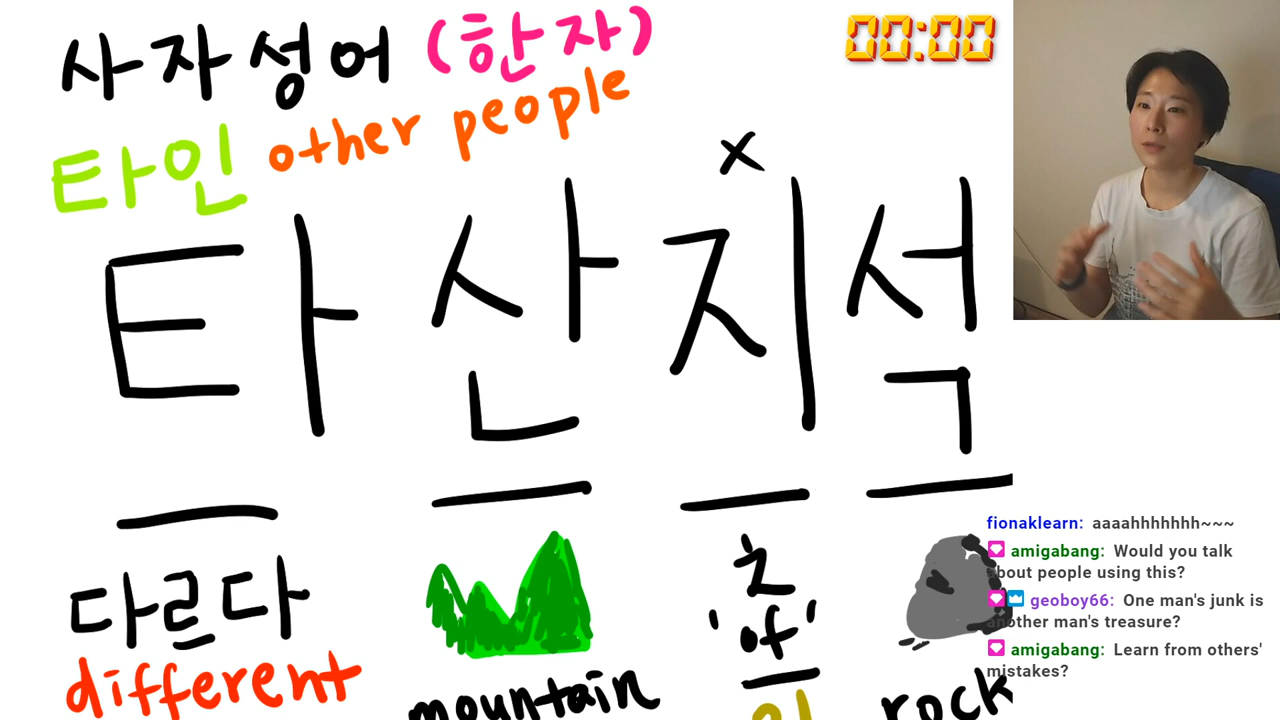 사자성어 (한자)
00:00
타인 other people
x
타산지석
다르다
different
mountain
之
'of'
의
rock
fionaklearn: aaaahhhhhhh~~~
amigabang: Would you talk
about people using this?
geoboy66: One man's junk is
another man's treasure?
amigabang: Learn from others'
mistakes?